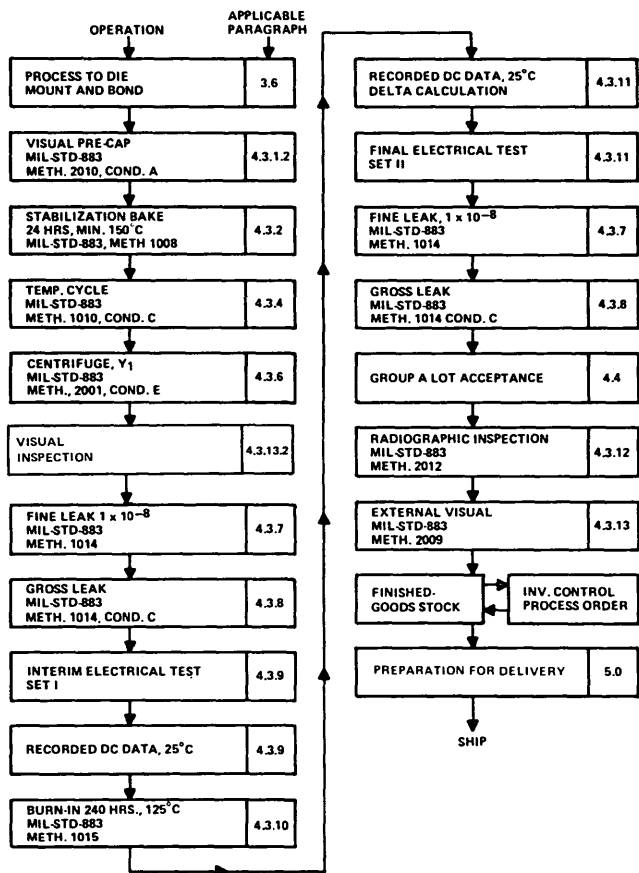 OPERATION
APPLICABLE
PARAGRAPH
PROCESS TO DIE
MOUNT AND BOND
3.6
VISUAL PRE-CAP
MIL-STD-883
METH. 2010, COND. A
4.3.1.2
STABILIZATION BAKE
24 HRS, MIN. 150°C
MIL-STD-883, METH 1008
4.3.2
TEMP. CYCLE
MIL-STD-883
METH. 1010, COND. C
4.3.4
CENTRIFUGE, Y1
MIL-STD-883
METH., 2001, COND. E
4.3.6
VISUAL
INSPECTION
4.3.13.2
FINE LEAK 1 x 10−8
MIL-STD-883
METH. 1014
4.3.7
GROSS LEAK
MIL-STD-883
METH. 1014, COND. C
4.3.8
INTERIM ELECTRICAL TEST
SET I
4.3.9
RECORDED DC DATA, 25°C
4.3.9
BURN-IN 240 HRS., 125°C
MIL-STD-883
METH. 1015
4.3.10
RECORDED DC DATA, 25°C
DELTA CALCULATION
4.3.11
FINAL ELECTRICAL TEST
SET II
4.3.11
FINE LEAK, 1 x 10−8
MIL-STD-883
METH. 1014
4.3.7
GROSS LEAK
MIL-STD-883
METH. 1014 COND. C
4.3.8
GROUP A LOT ACCEPTANCE
4.4
RADIOGRAPHIC INSPECTION
MIL-STD-883
METH. 2012
4.3.12
EXTERNAL VISUAL
MIL-STD-883
METH. 2009
4.3.13
FINISHED-
GOODS STOCK
INV. CONTROL
PROCESS ORDER
PREPARATION FOR DELIVERY
5.0
SHIP